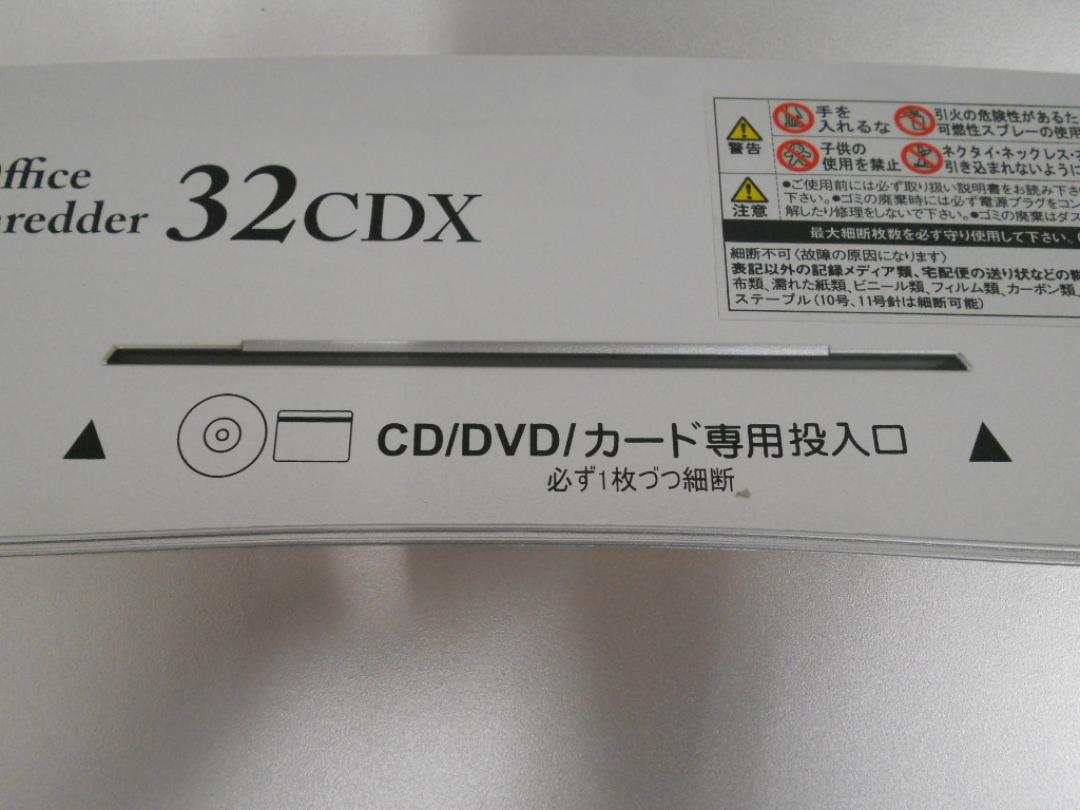 ffice
redder 32CDX
警告
手を
入れるな
引火の危険性があるた
可燃性スプレーの使用
子供の
使用を禁止
ネクタイ・ネックレス・
引き込まれないように
注意
●ご使用前には必ず取り扱い説明書をお読み下さ
下さい。●ゴミの廃棄時には必ず電源プラグをコン
解したり修理をしないで下さい。●ゴミの廃棄はダス
最大細断枚数を必ず守り使用して下さい。
細断不可〈故障の原因になります〉
表記以外の記録メディア類、宅配便の送り状などの
布類、濡れた紙類、ビニール類、フィルム類、カーボン類、
ステープル(10号、11号針は細断可能)
CD/DVD/カード専用投入口
必ず1枚づつ細断